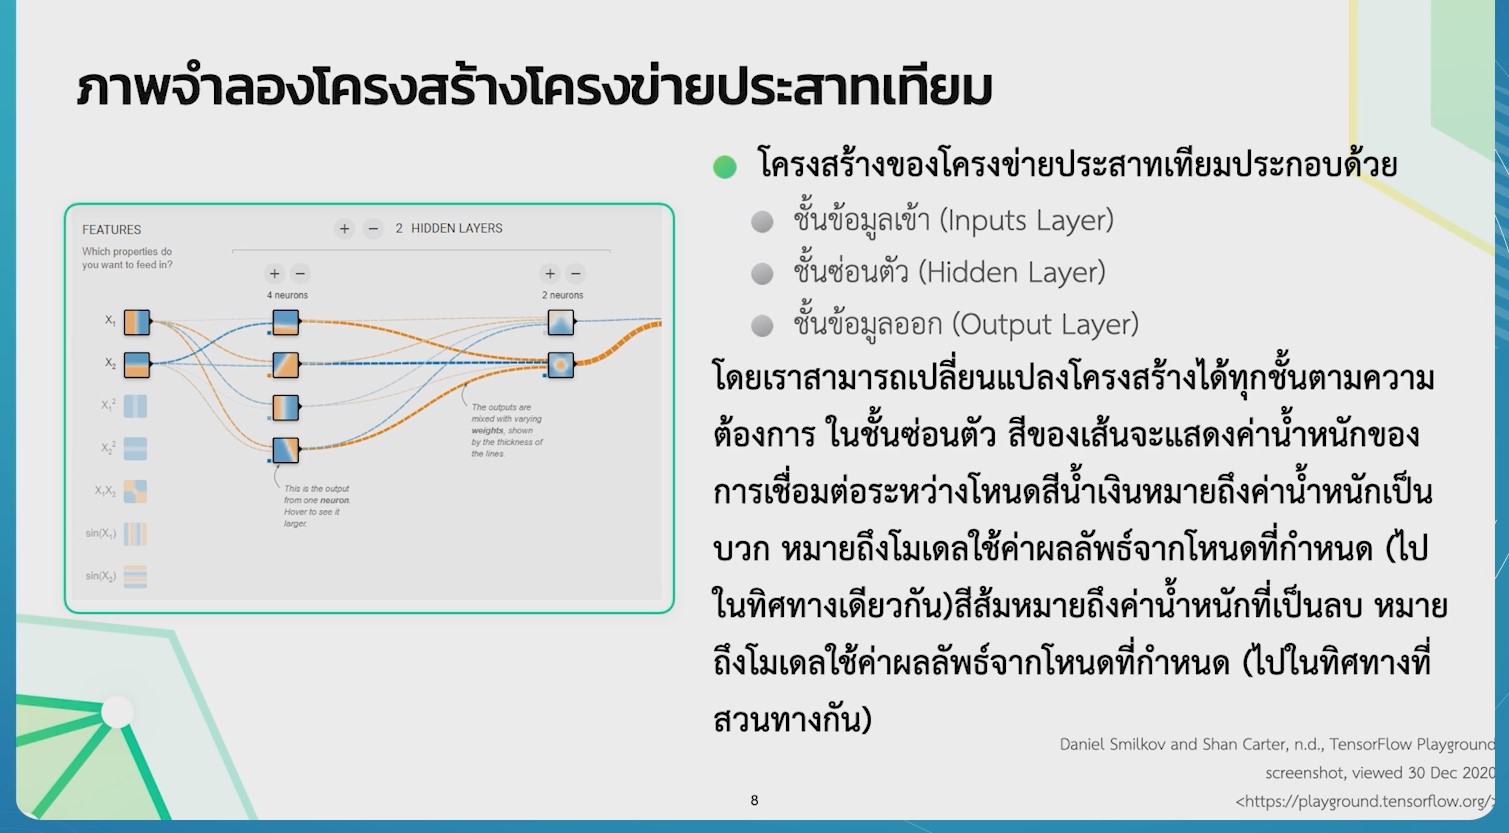 ภาพจำลองโครงสร้างโครงข่ายประสาทเทียม
FEATURES
Which properties do
you want to feed in?
+ − 2 HIDDEN LAYERS
+ −
4 neurons
+ −
2 neurons
X₁
X₂
X₁²
X₂²
X₁X₂
sin(X₁)
sin(X₂)
The outputs are
mixed with varying
weights, shown
by the thickness of
the lines.
This is the output
from one neuron.
Hover to see it
larger.
โครงสร้างของโครงข่ายประสาทเทียมประกอบด้วย
ชั้นข้อมูลเข้า (Inputs Layer)
ชั้นซ่อนตัว (Hidden Layer)
ชั้นข้อมูลออก (Output Layer)
โดยเราสามารถเปลี่ยนแปลงโครงสร้างได้ทุกชั้นตามความ
ต้องการ ในชั้นซ่อนตัว สีของเส้นจะแสดงค่าน้ำหนักของ
การเชื่อมต่อระหว่างโหนดสีน้ำเงินหมายถึงค่าน้ำหนักเป็น
บวก หมายถึงโมเดลใช้ค่าผลลัพธ์จากโหนดที่กำหนด (ไป
ในทิศทางเดียวกัน)สีส้มหมายถึงค่าน้ำหนักที่เป็นลบ หมาย
ถึงโมเดลใช้ค่าผลลัพธ์จากโหนดที่กำหนด (ไปในทิศทางที่
สวนทางกัน)
Daniel Smilkov and Shan Carter, n.d., TensorFlow Playground
screenshot, viewed 30 Dec 2020
<https://playground.tensorflow.org/>
8